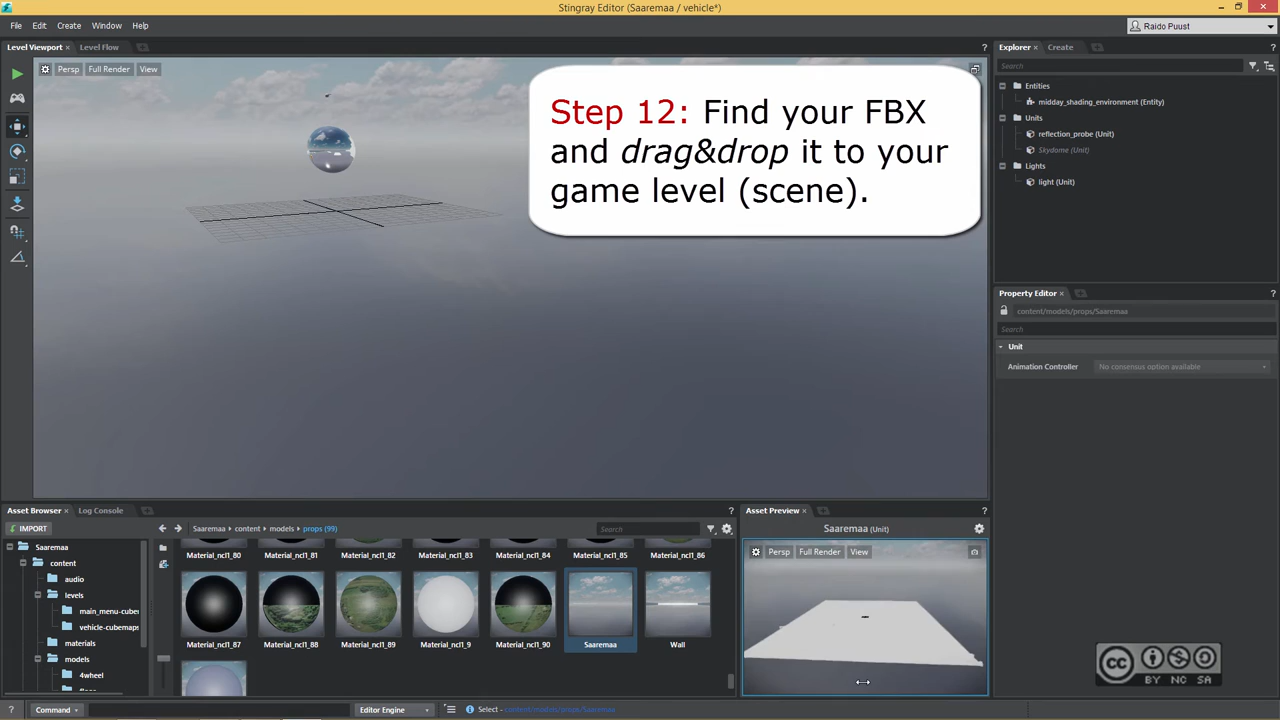 Stingray Editor (Saaremaa / vehicle*)
File Edit Create Window Help
Raido Puust
Level Viewport Level Flow
?
Explorer Create
?
Persp Full Render View
Search
Step 12: Find your FBX
and drag&drop it to your
game level (scene).
Entities
midday_shading_environment (Entity)
Units
reflection_probe (Unit)
Skydome (Unit)
Lights
light (Unit)
Property Editor
?
content/models/props/Saaremaa
Search
Unit
Animation Controller No consensus option available
Asset Browser Log Console
?
IMPORT
Saaremaa content models props (99)
Search
Saaremaa
content
audio
levels
main_menu-cubem
vehicle-cubemaps
materials
models
4wheel
Material_ncl1_80 Material_ncl1_81 Material_ncl1_82 Material_ncl1_83 Material_ncl1_84 Material_ncl1_85 Material_ncl1_86
Material_ncl1_87 Material_ncl1_88 Material_ncl1_89 Material_ncl1_9 Material_ncl1_90 Saaremaa Wall
Asset Preview
?
Saaremaa (Unit)
Persp Full Render View
cc
BY NC SA
? Command Editor Engine Select - content/models/props/Saaremaa